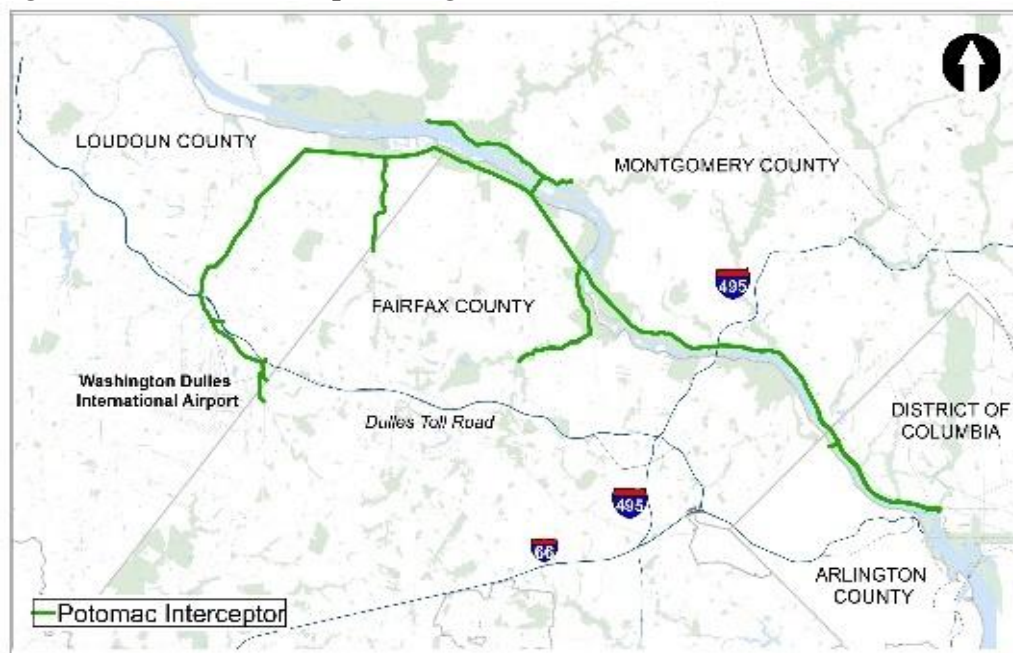 LOUDOUN COUNTY
MONTGOMERY COUNTY
495
FAIRFAX COUNTY
Washington Dulles
International Airport
Dulles Toll Road
DISTRICT OF
COLUMBIA
495
66
ARLINGTON
COUNTY
Potomac Interceptor